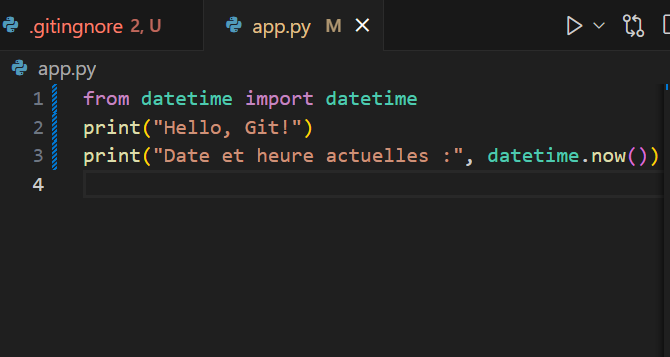 .gitingnore 2, U
app.py M
app.py
1 from datetime import datetime
2 print("Hello, Git!")
3 print("Date et heure actuelles :", datetime.now())
4